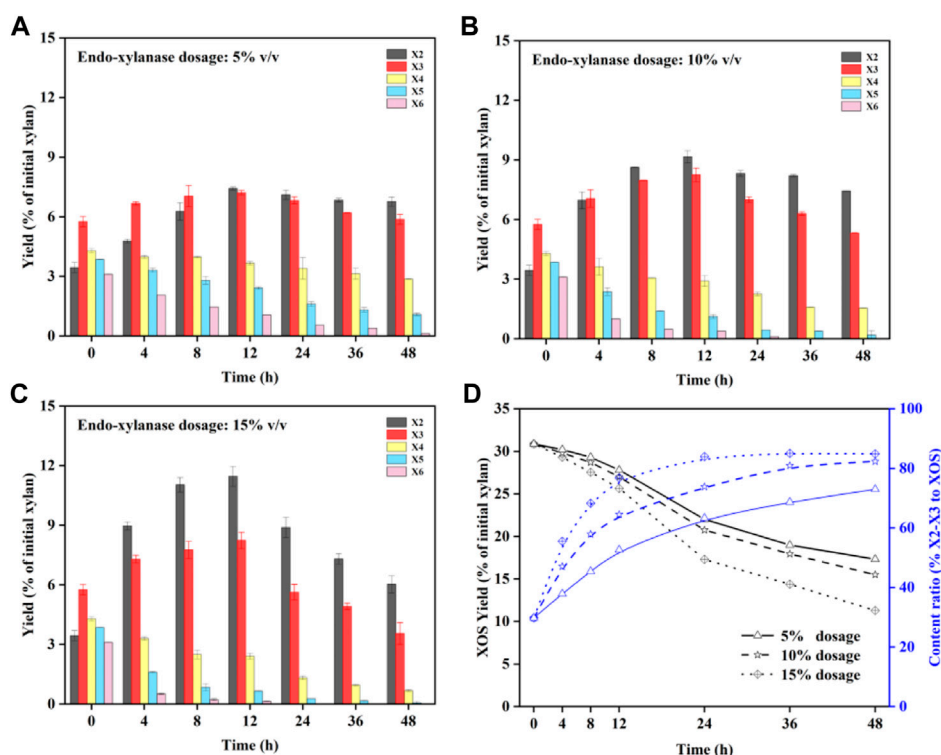 A
Endo-xylanase dosage: 5% v/v
X2
X3
X4
X5
X6
Yield (% of initial xylan)
15
12
9
6
3
0
0 4 8 12 24 36 48
Time (h)
B
Endo-xylanase dosage: 10% v/v
X2
X3
X4
X5
X6
Yield (% of initial xylan)
15
12
9
6
3
0
0 4 8 12 24 36 48
Time (h)
C
Endo-xylanase dosage: 15% v/v
X2
X3
X4
X5
X6
Yield (% of initial xylan)
15
12
9
6
3
0
0 4 8 12 24 36 48
Time (h)
D
XOS Yield (% of initial xylan)
35
30
25
20
15
10
5
0
5% dosage
10% dosage
15% dosage
0 4 8 12 24 36 48
Time (h)
100
80
60
40
20
0
Content ratio (% X2-X3 to XOS)